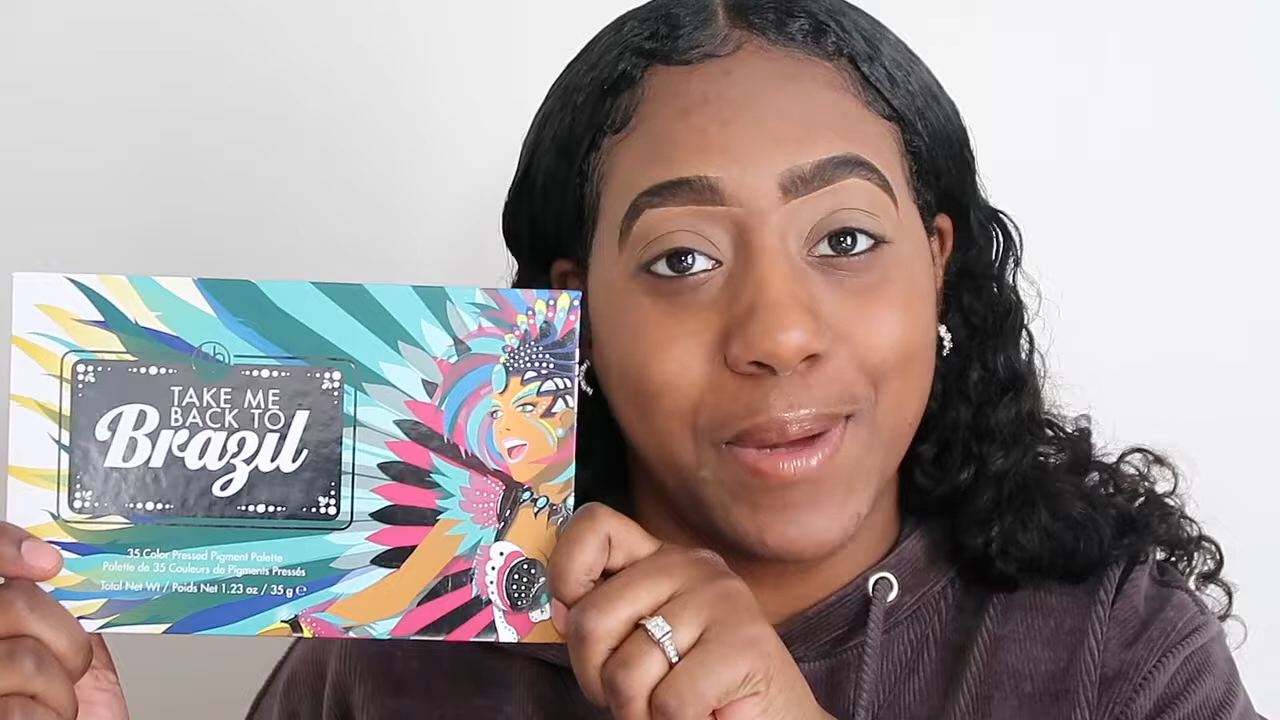 bh
TAKE ME
BACK TO
Brazil
35 Color Pressed Pigment Palette
Palette de 35 Couleurs de Pigments Pressés
Total Net Wt / Poids Net 1.23 oz / 35 g ℮